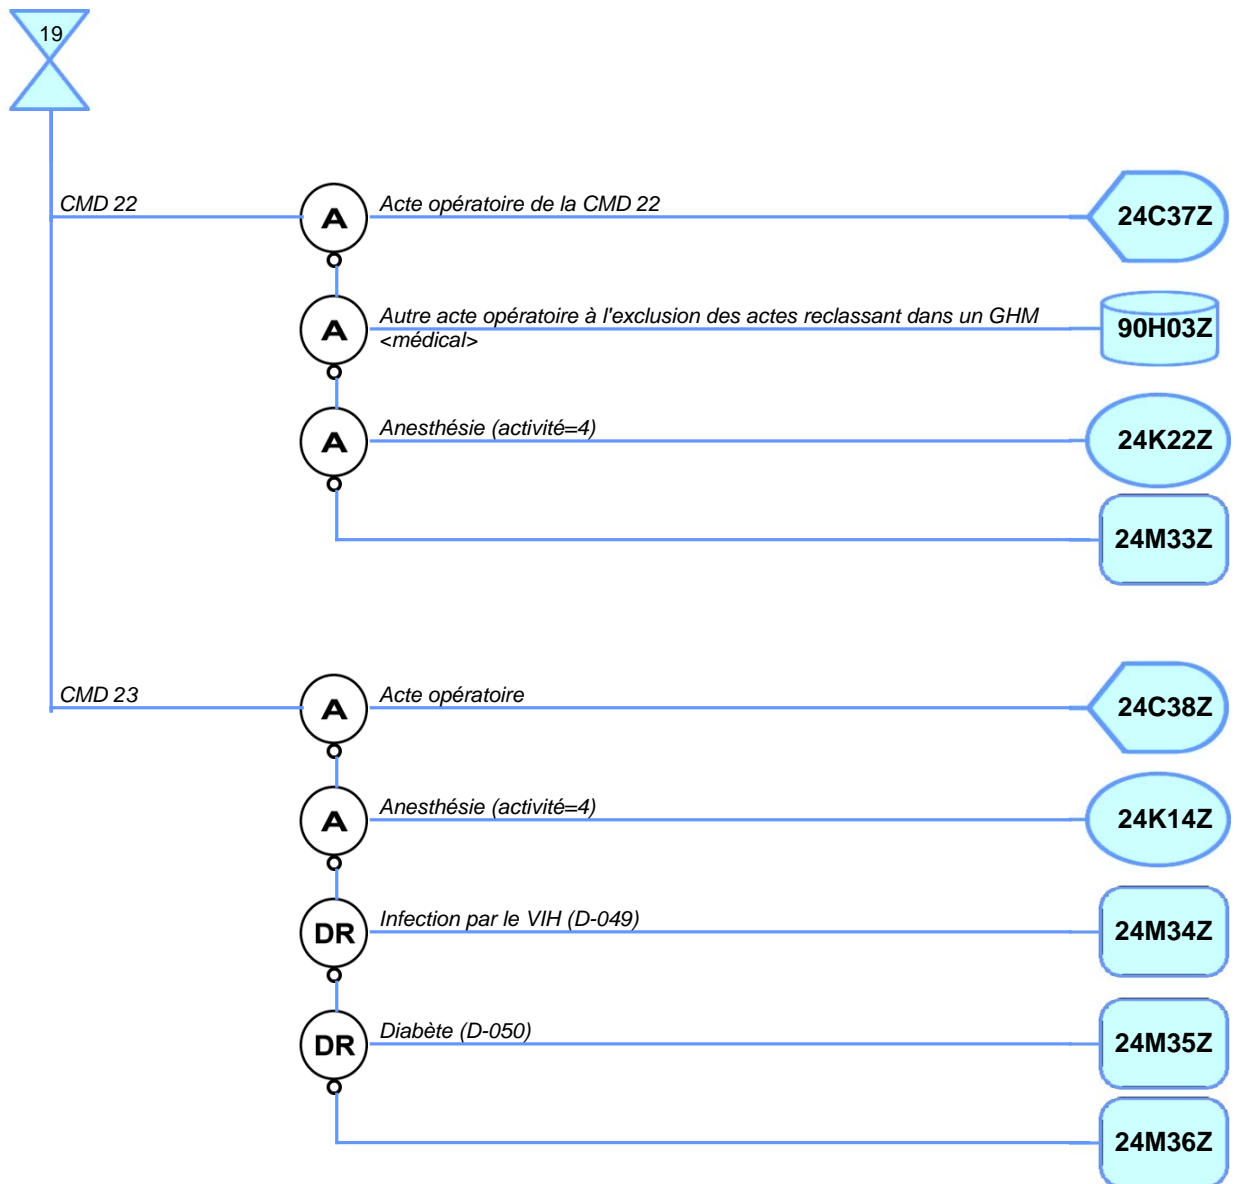 19
CMD 22
A
Acte opératoire de la CMD 22
24C37Z
A
Autre acte opératoire à l'exclusion des actes reclassant dans un GHM
<médical>
90H03Z
A
Anesthésie (activité=4)
24K22Z
24M33Z
CMD 23
A
Acte opératoire
24C38Z
A
Anesthésie (activité=4)
24K14Z
DR
Infection par le VIH (D-049)
24M34Z
DR
Diabète (D-050)
24M35Z
24M36Z